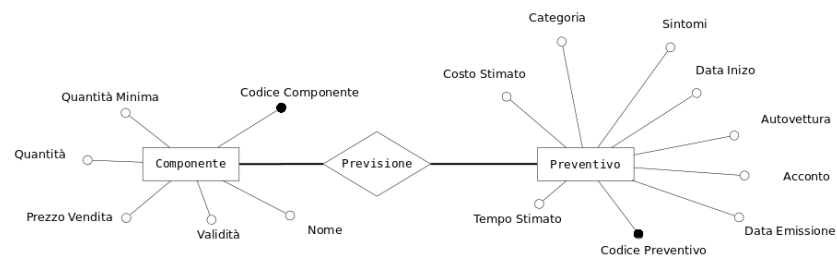 Categoria
Sintomi
Costo Stimato
Data Inizo
Quantità Minima
Codice Componente
Autovettura
Quantità
Componente
Previsione
Preventivo
Acconto
Prezzo Vendita
Validità
Nome
Tempo Stimato
Data Emissione
Codice Preventivo